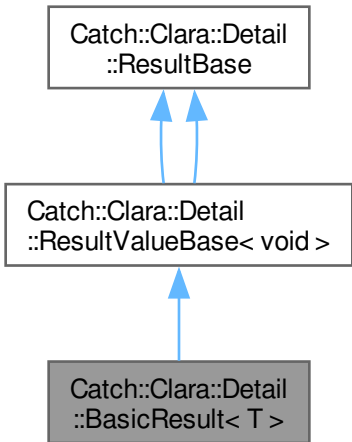 Catch::Clara::Detail
::ResultBase
Catch::Clara::Detail
::ResultValueBase< void >
Catch::Clara::Detail
::BasicResult< T >